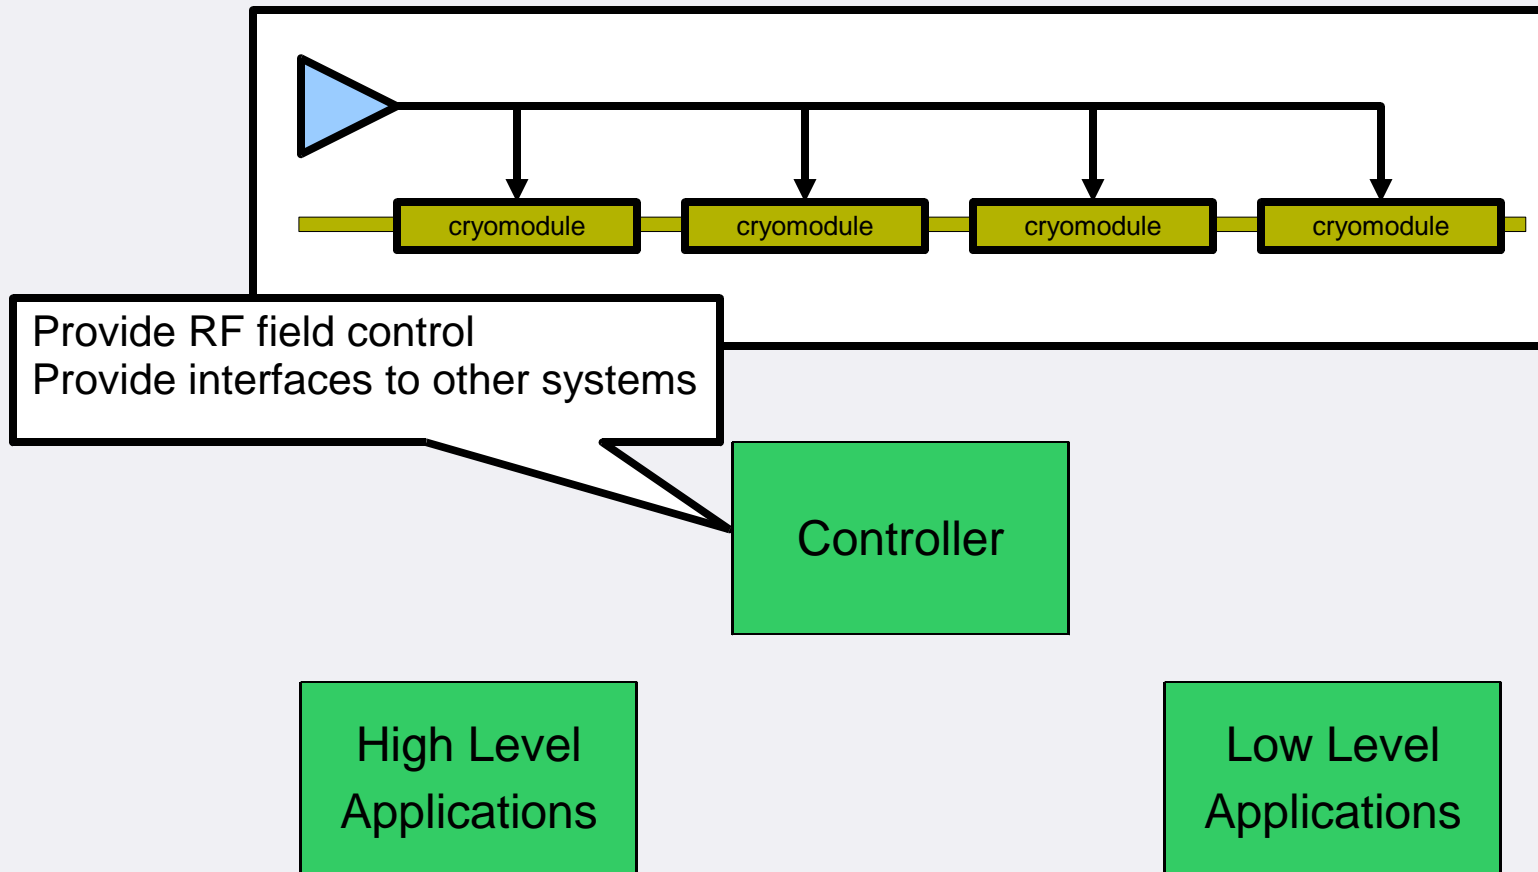 cryomodule
cryomodule
cryomodule
cryomodule
Provide RF field control
Provide interfaces to other systems
Controller
High Level
Applications
Low Level
Applications